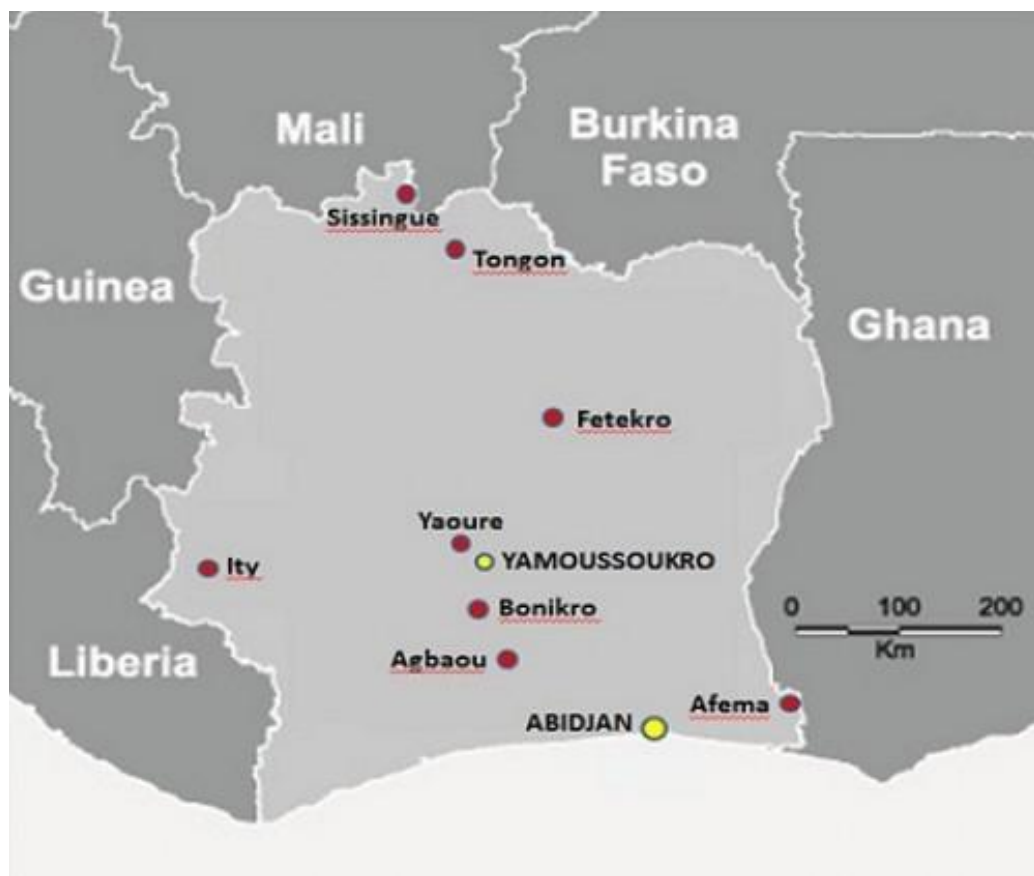 Mali
Burkina
Faso
Sissingue
Tongon
Guinea
Ghana
Fetekro
Yaoure
YAMOUSSOUKRO
Ity
Bonikro
0 100 200
Km
Liberia
Agbaou
Afema
ABIDJAN